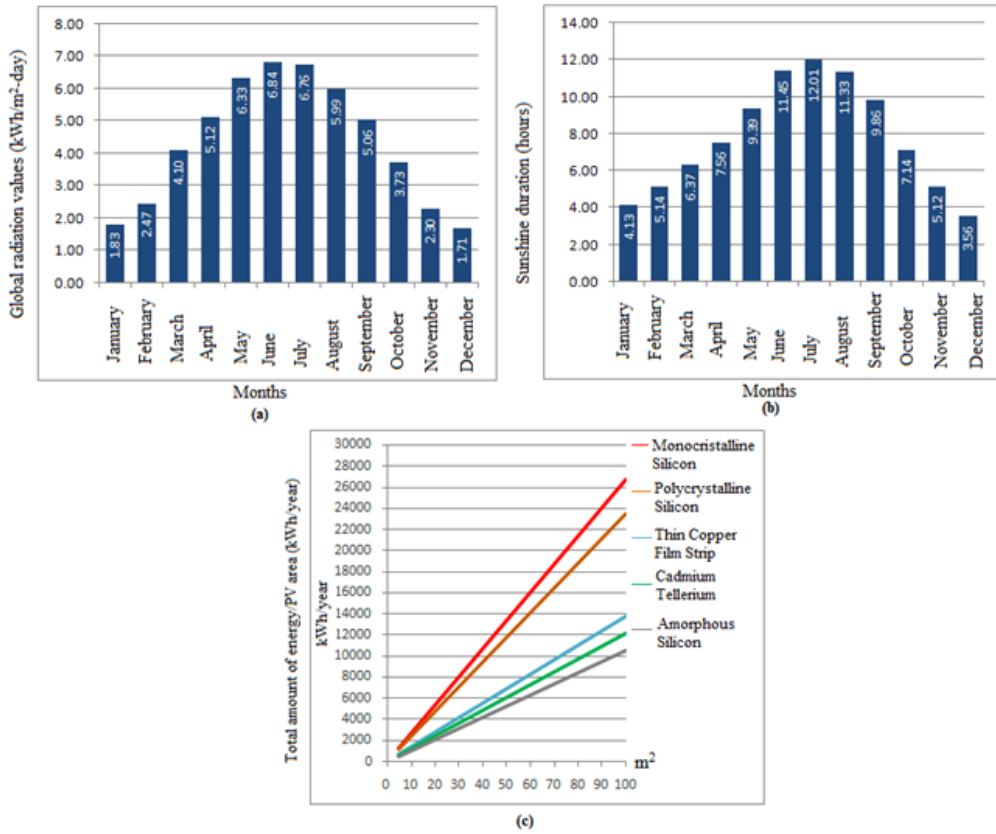 Global radiation values (kWh/m²-day)
8.00
7.00
6.00
5.00
4.00
3.00
2.00
1.00
0.00
1.83
2.47
4.10
5.12
6.33
6.84
6.76
5.99
5.06
3.73
2.30
1.71
January
February
March
April
May
June
July
August
September
October
November
December
Months
(a)
Sunshine duration (hours)
14.00
12.00
10.00
8.00
6.00
4.00
2.00
0.00
4.13
5.14
6.37
7.56
9.39
11.45
12.01
11.33
9.86
7.14
5.12
3.56
January
February
March
April
May
June
July
August
September
October
November
December
Months
(b)
Total amount of energy/PV area (kWh/year)
kWh/year
30000
28000
26000
24000
22000
20000
18000
16000
14000
12000
10000
8000
6000
4000
2000
0
0 10 20 30 40 50 60 70 80 90 100
m²
Monocristalline
Silicon
Polycrystalline
Silicon
Thin Copper
Film Strip
Cadmium
Tellerium
Amorphous
Silicon
(c)